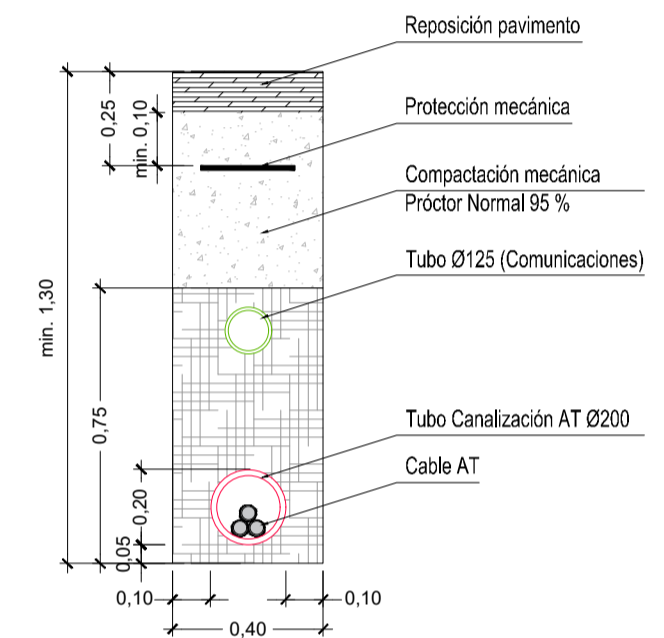 Reposición pavimento
Protección mecánica
Compactación mecánica
Próctor Normal 95 %
Tubo Ø125 (Comunicaciones)
Tubo Canalización AT Ø200
Cable AT
0,25
min. 0,10
min. 1,30
0,75
0,20
0,05
0,10
0,10
0,40